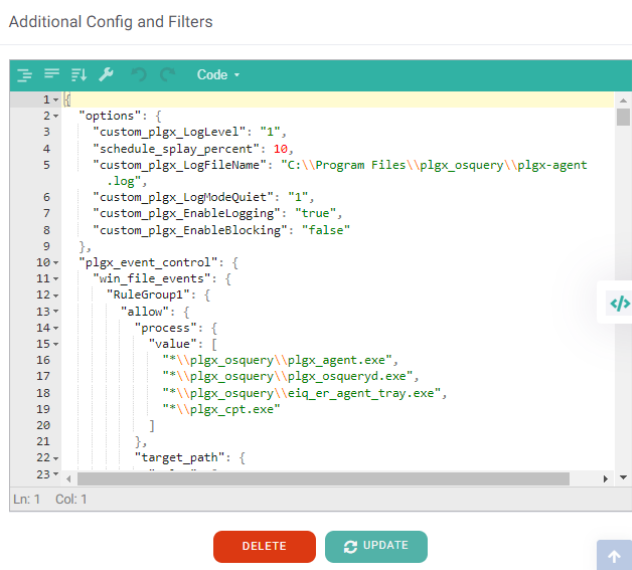 Additional Config and Filters
Code
1 {
2 "options": {
3 "custom_plgx_LogLevel": "1",
4 "schedule_splay_percent": 10,
5 "custom_plgx_LogFileName": "C:\\Program Files\\plgx_osquery\\plgx-agent
.log",
6 "custom_plgx_LogModeQuiet": "1",
7 "custom_plgx_EnableLogging": "true",
8 "custom_plgx_EnableBlocking": "false"
9 },
10 "plgx_event_control": {
11 "win_file_events": {
12 "RuleGroup1": {
13 "allow": {
14 "process": {
15 "value": [
16 "*\\plgx_osquery\\plgx_agent.exe",
17 "*\\plgx_osquery\\plgx_osqueryd.exe",
18 "*\\plgx_osquery\\eiq_er_agent_tray.exe",
19 "*\\plgx_cpt.exe"
20 ]
21 },
22 "target_path": {
23
Ln: 1 Col: 1
</>
DELETE
UPDATE